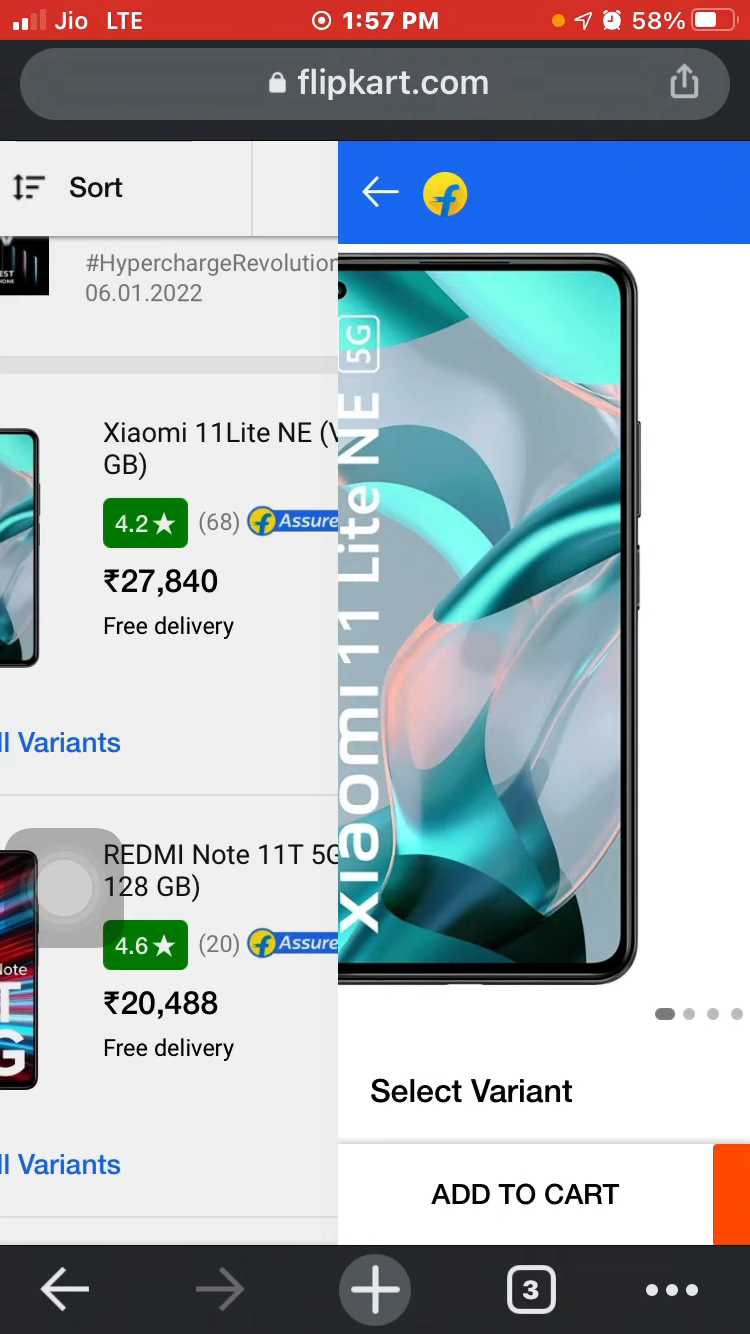 Jio LTE 1:57 PM 58%
flipkart.com
Sort
#HyperchargeRevolution
06.01.2022
Xiaomi 11Lite NE (V
GB)
4.2★ (68) Assure
₹27,840
Free delivery
ll Variants
REDMI Note 11T 5G
128 GB)
4.6★ (20) Assure
₹20,488
Free delivery
ll Variants
Xiaomi 11 Lite NE 5G
Select Variant
ADD TO CART
3